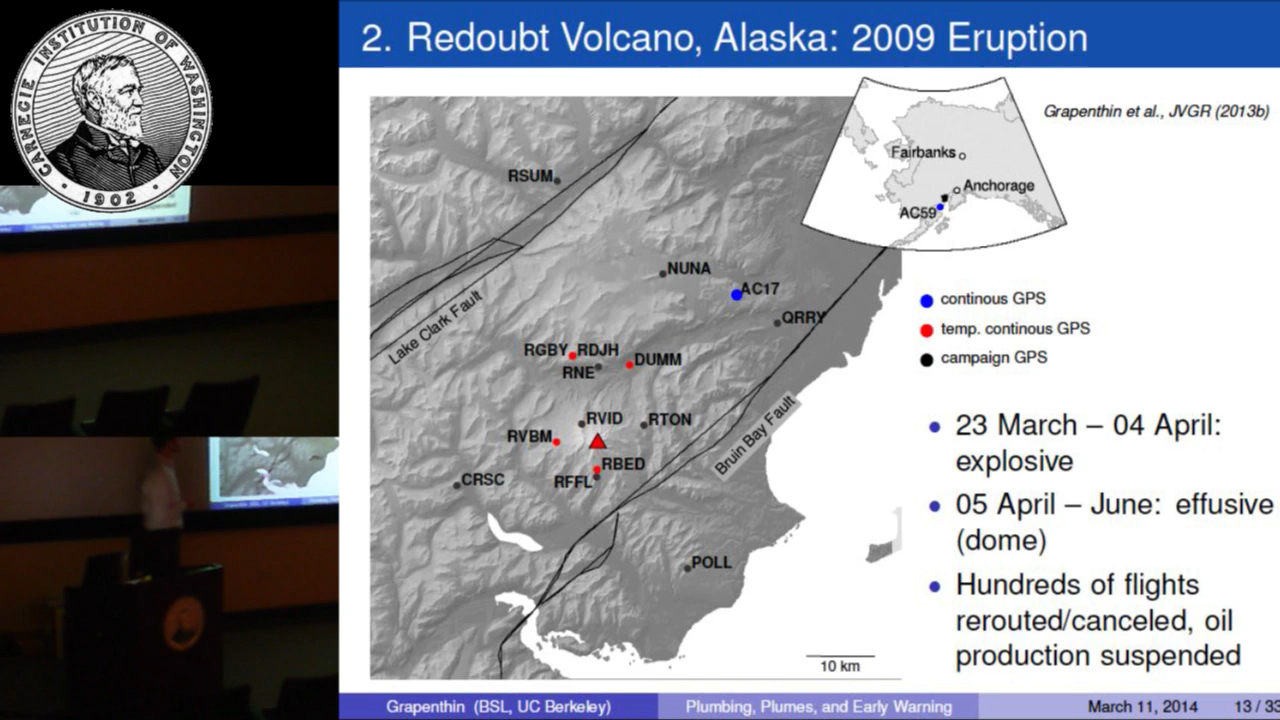 CARNEGIE INSTITUTION OF WASHINGTON
1902
2. Redoubt Volcano, Alaska: 2009 Eruption
Grapenthin et al., JVGR (2013b)
Fairbanks
Anchorage
AC59
RSUM
NUNA
AC17
QRRY
Lake Clark Fault
RGBY
RDJH
DUMM
RNE
RVID
RTON
RVBM
RBED
RFFL
CRSC
Bruin Bay Fault
POLL
10 km
continous GPS
temp. continous GPS
campaign GPS
23 March – 04 April:
explosive
05 April – June: effusive
(dome)
Hundreds of flights
rerouted/canceled, oil
production suspended
Grapenthin (BSL, UC Berkeley)
Plumbing, Plumes, and Early Warning
March 11, 2014
13 / 33